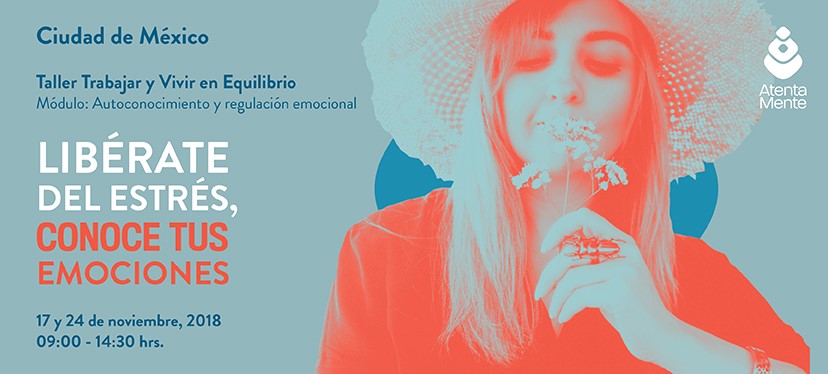 Ciudad de México
Taller Trabajar y Vivir en Equilibrio
Módulo: Autoconocimiento y regulación emocional
LIBÉRATE
DEL ESTRÉS,
CONOCE TUS
EMOCIONES
17 y 24 de noviembre, 2018
09:00 - 14:30 hrs.
Atenta
Mente